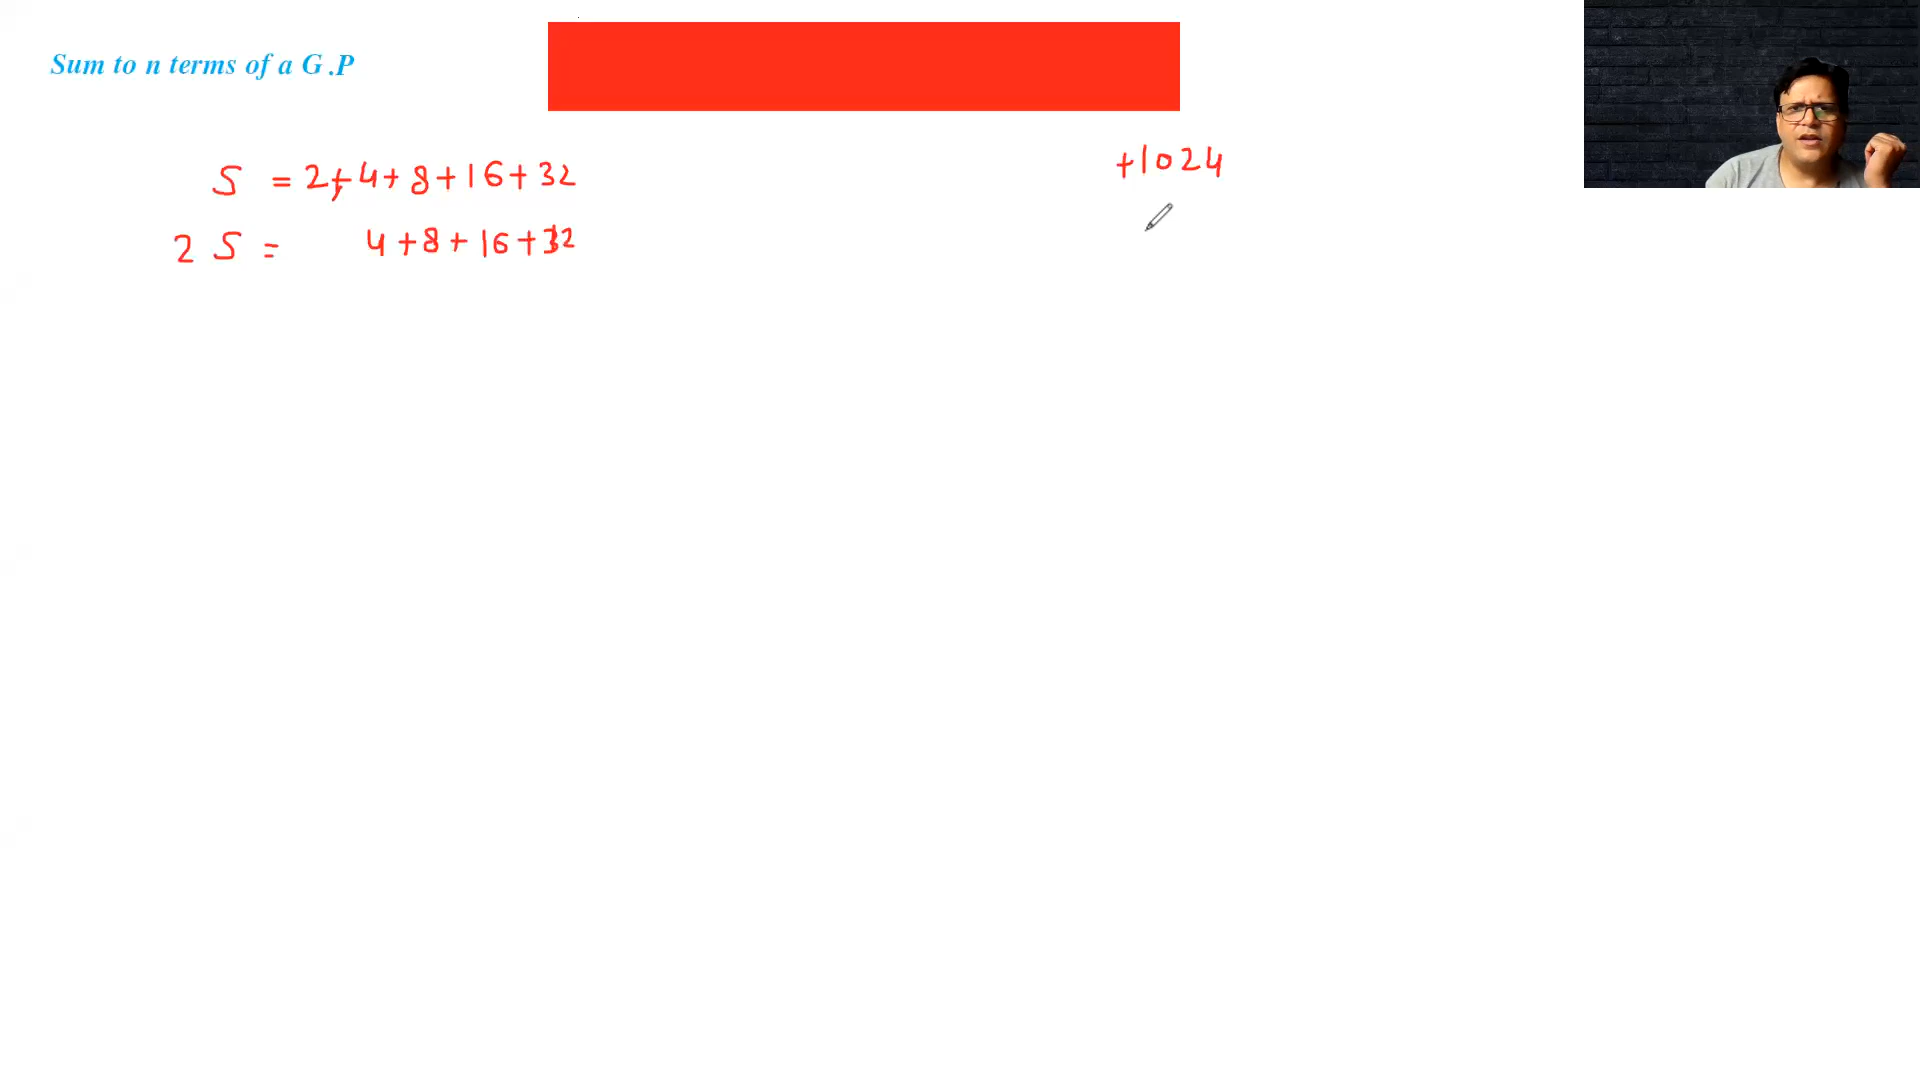 Sum to n terms of a G.P
S = 2+4+8+16+32 +1024
2 S = 4+8+16+32